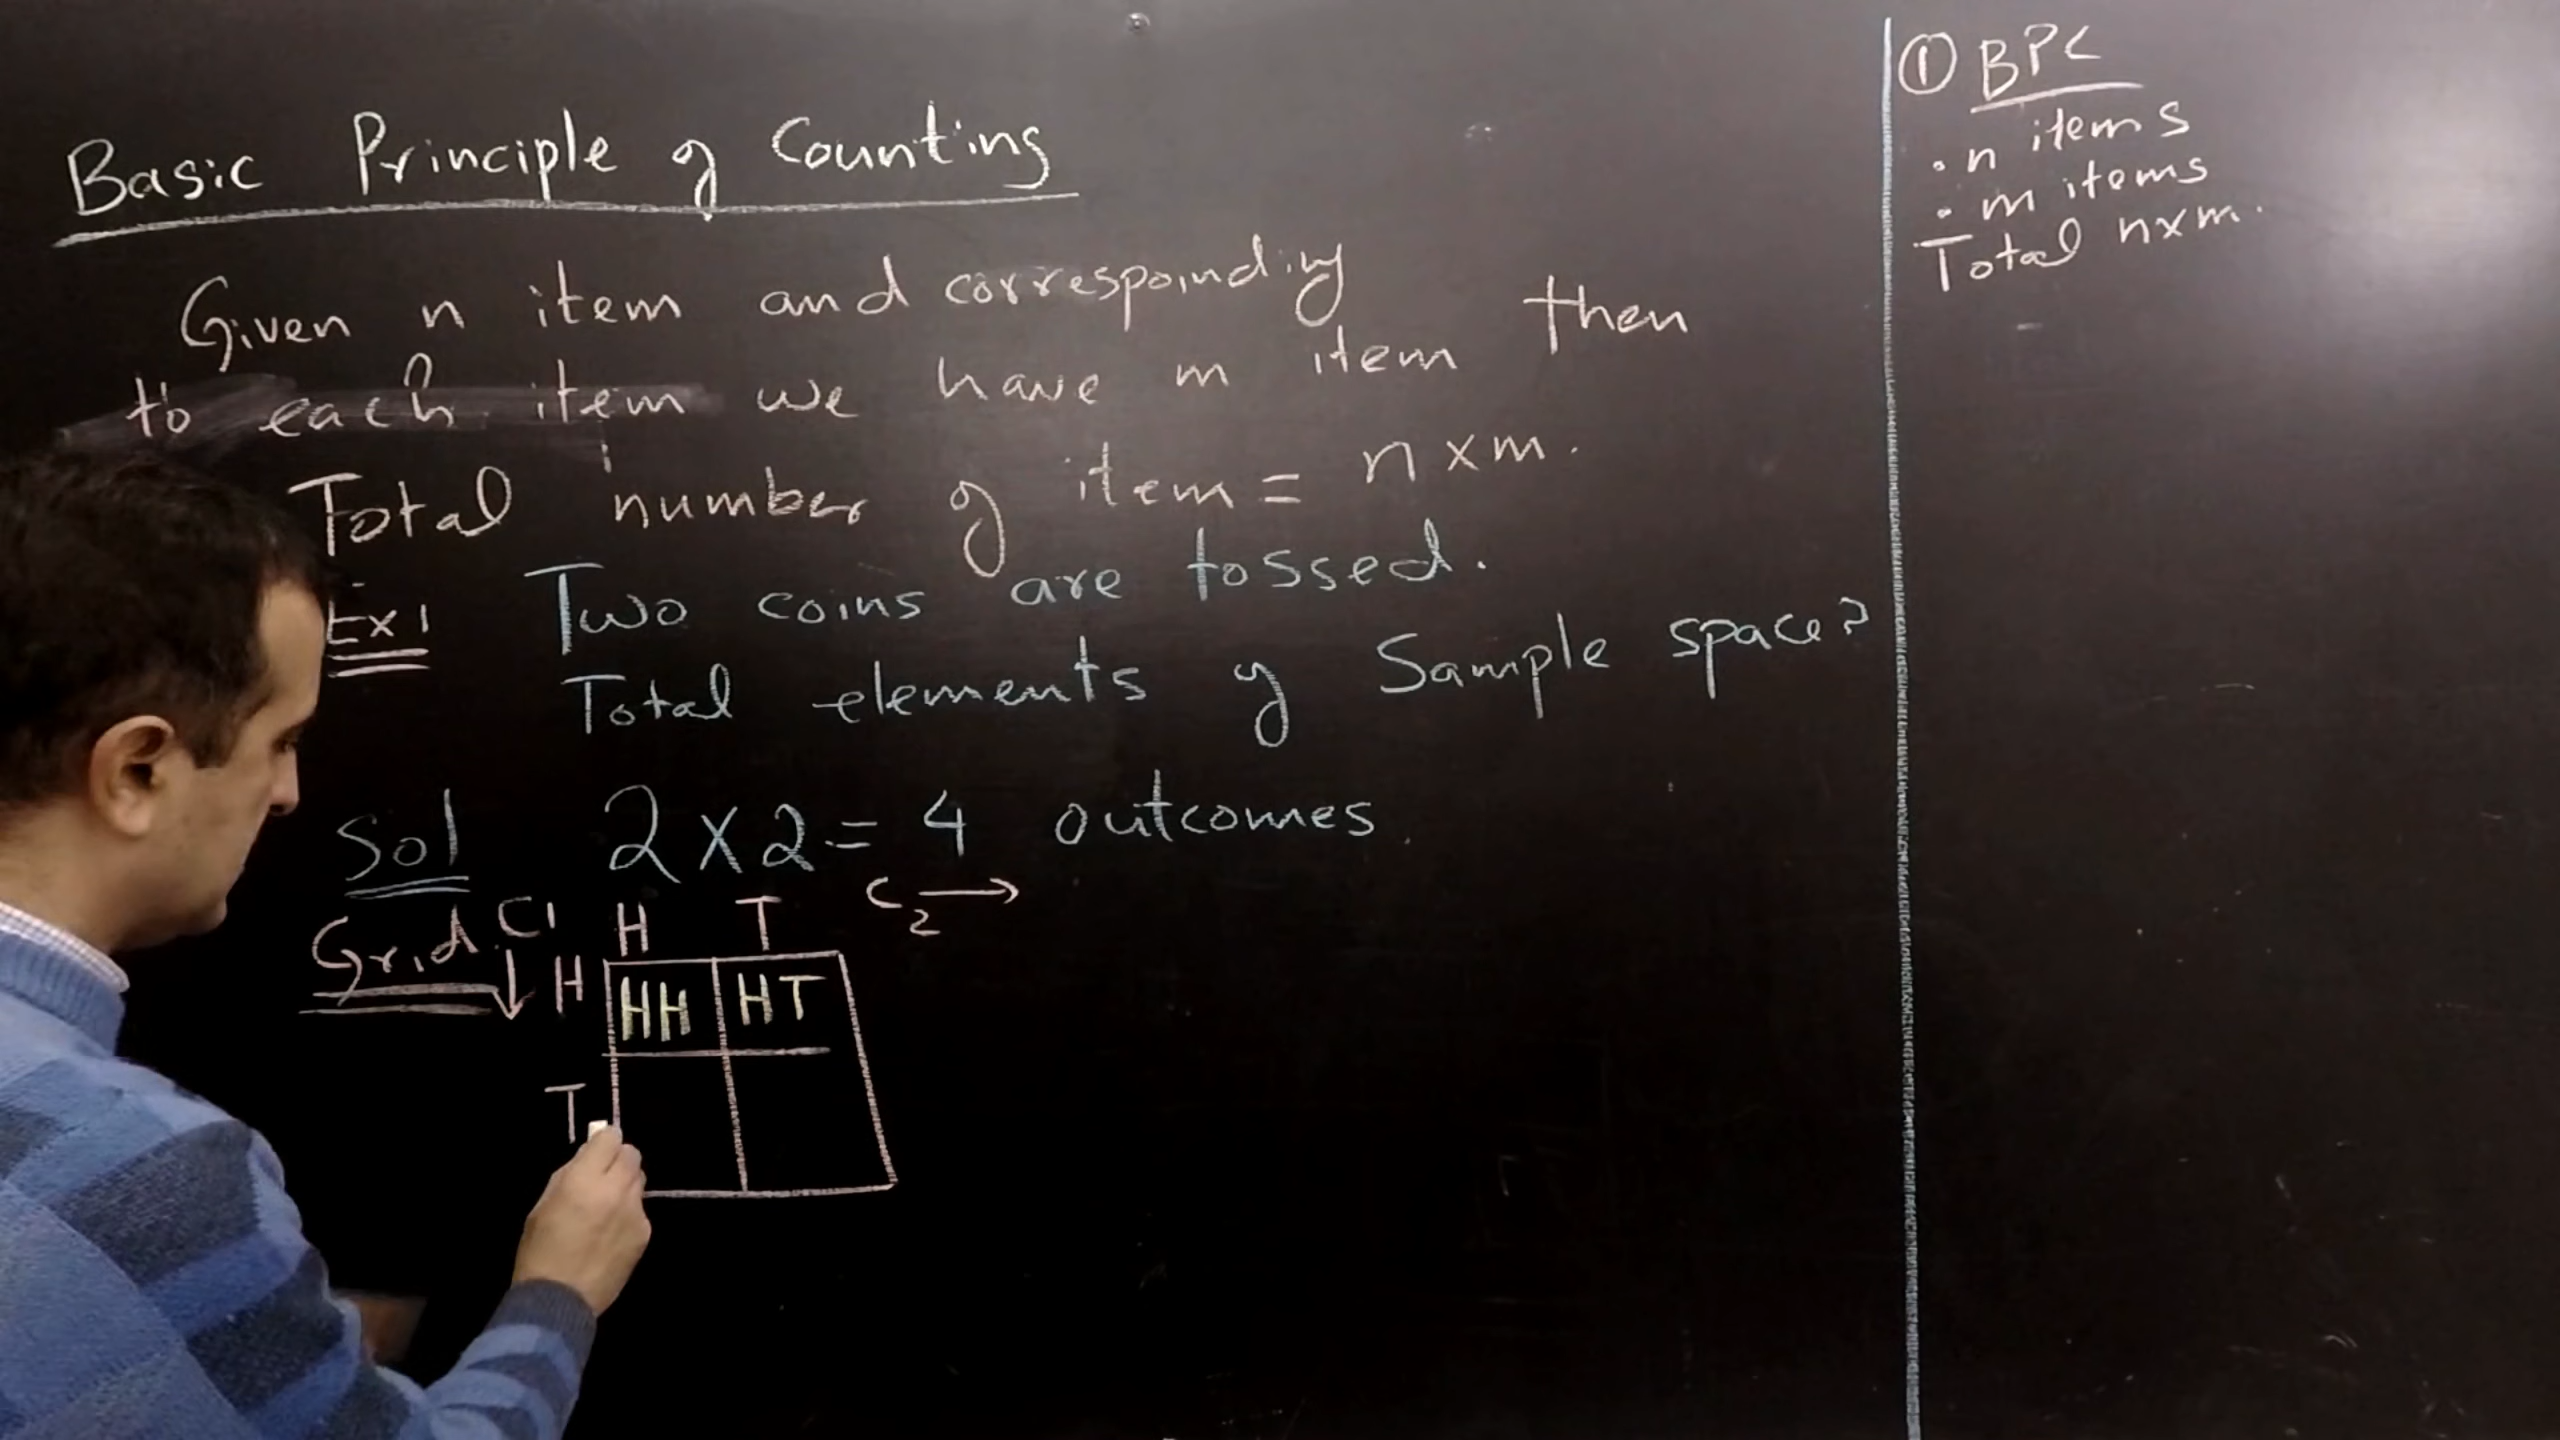 Basic Principle of Counting
Given n item and corresponding
to each item we have m item then
Total number of item = n x m.
Ex 1 Two coins are tossed.
Total elements of Sample space?
Sol 2 x 2 = 4 outcomes
Grid C1 H T C2
H HH HT
T
① BPC
· n items
· m items
Total n x m.